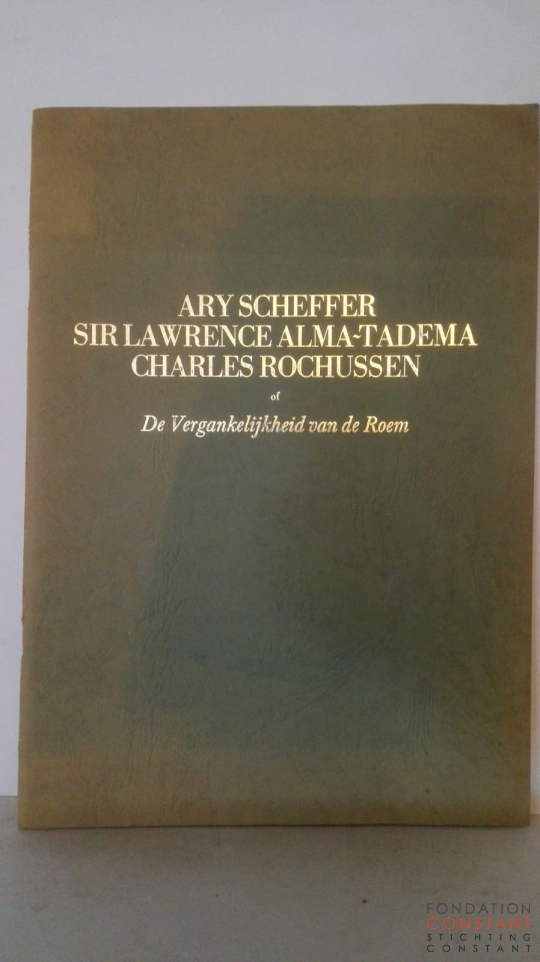 ARY SCHEFFER
SIR LAWRENCE ALMA-TADEMA
CHARLES ROCHUSSEN
of
De Vergankelijkheid van de Roem
FONDATION
CONSTANT
STICHTING
CONSTANT